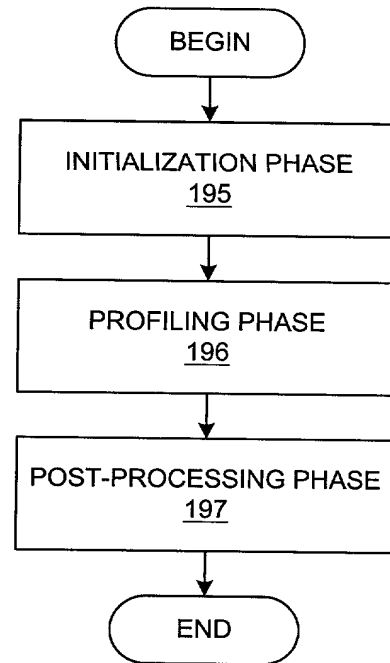 BEGIN
INITIALIZATION PHASE
195
PROFILING PHASE
196
POST-PROCESSING PHASE
197
END